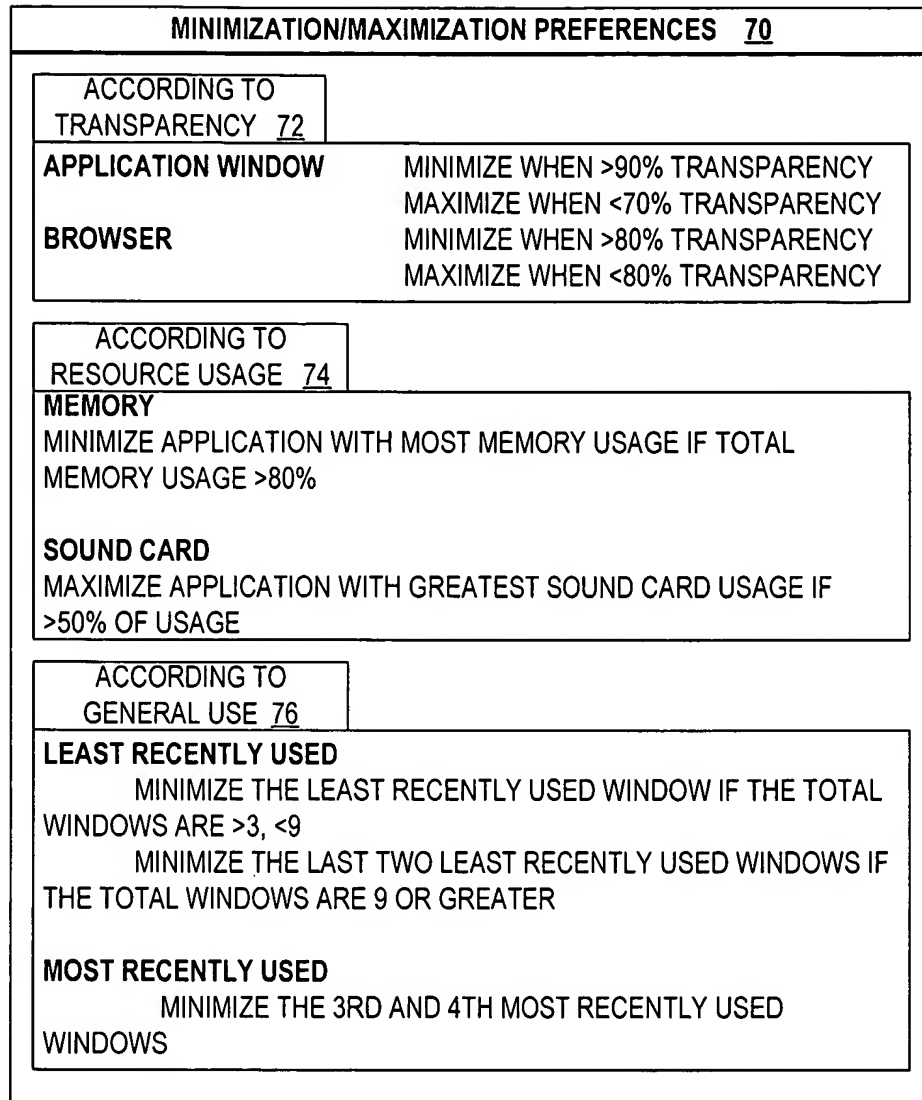 MINIMIZATION/MAXIMIZATION PREFERENCES 70
ACCORDING TO
TRANSPARENCY 72
APPLICATION WINDOW MINIMIZE WHEN >90% TRANSPARENCY
MAXIMIZE WHEN <70% TRANSPARENCY
BROWSER MINIMIZE WHEN >80% TRANSPARENCY
MAXIMIZE WHEN <80% TRANSPARENCY
ACCORDING TO
RESOURCE USAGE 74
MEMORY
MINIMIZE APPLICATION WITH MOST MEMORY USAGE IF TOTAL
MEMORY USAGE >80%
SOUND CARD
MAXIMIZE APPLICATION WITH GREATEST SOUND CARD USAGE IF
>50% OF USAGE
ACCORDING TO
GENERAL USE 76
LEAST RECENTLY USED
MINIMIZE THE LEAST RECENTLY USED WINDOW IF THE TOTAL
WINDOWS ARE >3, <9
MINIMIZE THE LAST TWO LEAST RECENTLY USED WINDOWS IF
THE TOTAL WINDOWS ARE 9 OR GREATER
MOST RECENTLY USED
MINIMIZE THE 3RD AND 4TH MOST RECENTLY USED
WINDOWS